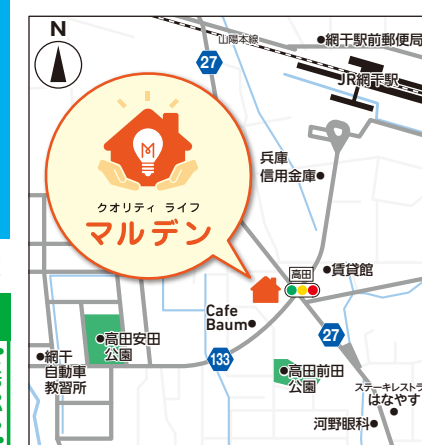 N
山陽本線
網干駅前郵便局
27
JR網干駅
兵庫
信用金庫
クオリティ ライフ
マルデン
高田
賃貸館
Cafe
Baum
27
高田安田
公園
133
網干
自動車
教習所
高田前田
公園
ステーキレストラ
はなやす
河野眼科